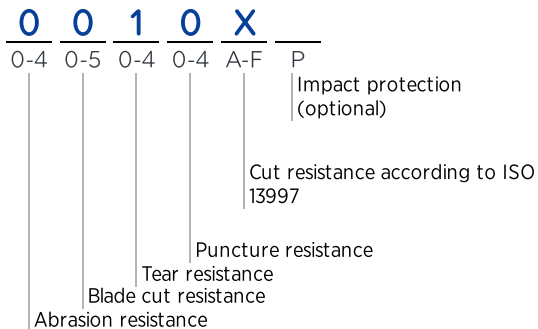 0 0 1 0 X
0-4 0-5 0-4 0-4 A-F P
Impact protection
(optional)
Cut resistance according to ISO
13997
Puncture resistance
Tear resistance
Blade cut resistance
Abrasion resistance